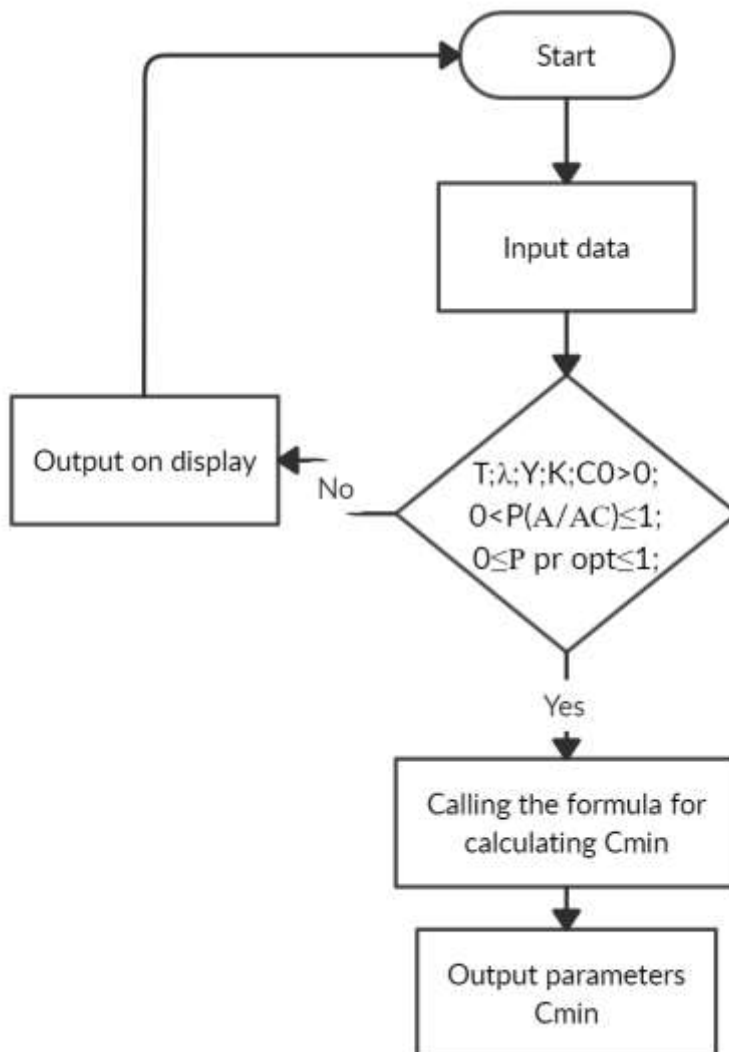 Start
Input data
T;λ;Y;K;C0>0;
0<P(A/AC)≤1;
0≤P pr opt≤1;
No
Output on display
Yes
Calling the formula for
calculating Cmin
Output parameters
Cmin